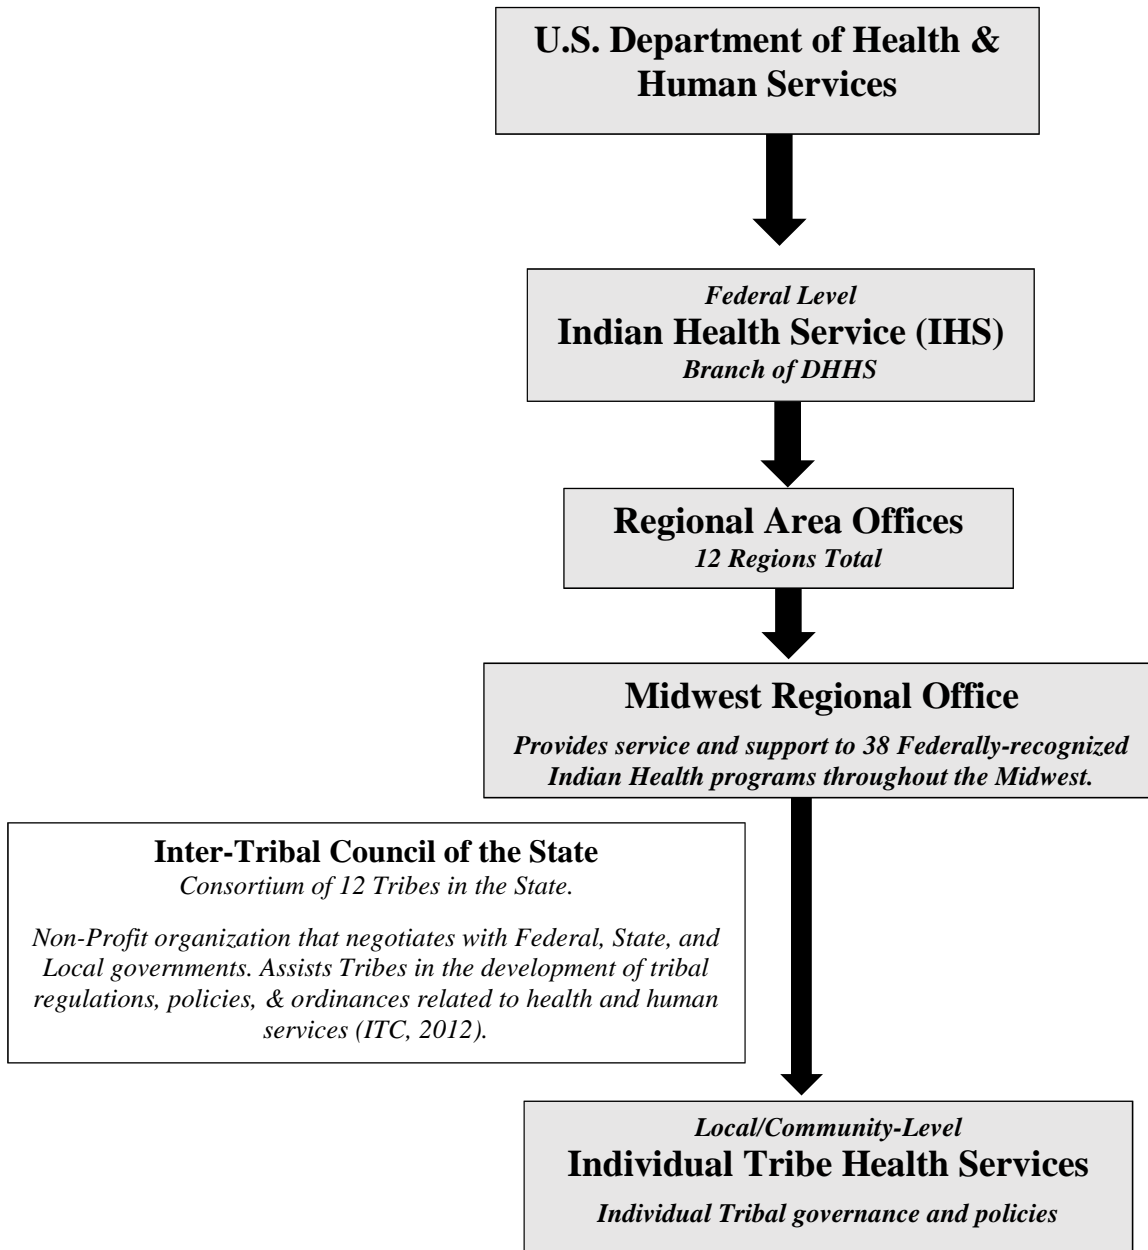 U.S. Department of Health &
Human Services
Federal Level
Indian Health Service (IHS)
Branch of DHHS
Regional Area Offices
12 Regions Total
Midwest Regional Office
Provides service and support to 38 Federally-recognized
Indian Health programs throughout the Midwest.
Inter-Tribal Council of the State
Consortium of 12 Tribes in the State.
Non-Profit organization that negotiates with Federal, State, and
Local governments. Assists Tribes in the development of tribal
regulations, policies, & ordinances related to health and human
services (ITC, 2012).
Local/Community-Level
Individual Tribe Health Services
Individual Tribal governance and policies